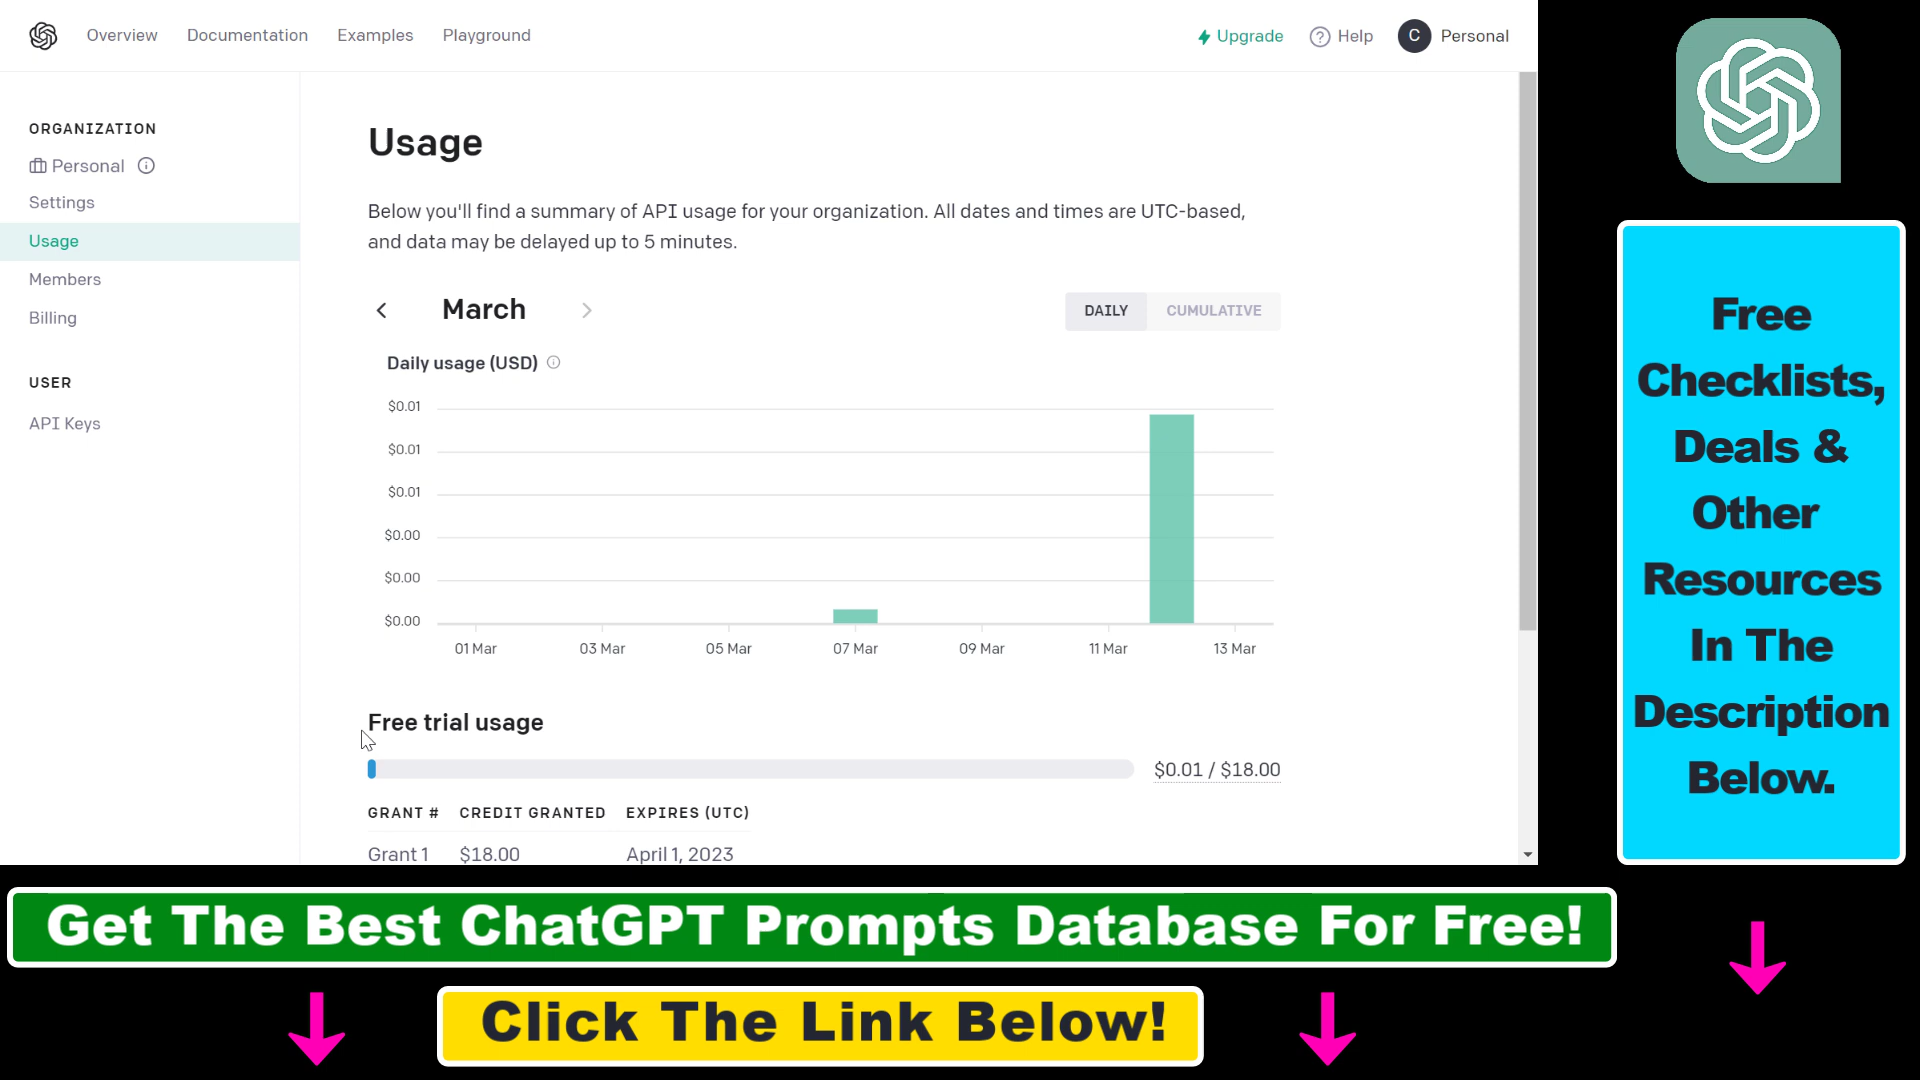 Overview Documentation Examples Playground
Upgrade Help C Personal
ORGANIZATION
Personal
Settings
Usage
Members
Billing
USER
API Keys
Usage
Below you'll find a summary of API usage for your organization. All dates and times are UTC-based,
and data may be delayed up to 5 minutes.
March
DAILY CUMULATIVE
Daily usage (USD)
$0.01
$0.01
$0.01
$0.00
$0.00
$0.00
01 Mar 03 Mar 05 Mar 07 Mar 09 Mar 11 Mar 13 Mar
Free trial usage
$0.01 / $18.00
GRANT # CREDIT GRANTED EXPIRES (UTC)
Grant 1 $18.00 April 1, 2023
Free
Checklists,
Deals &
Other
Resources
In The
Description
Below.
Get The Best ChatGPT Prompts Database For Free!
Click The Link Below!